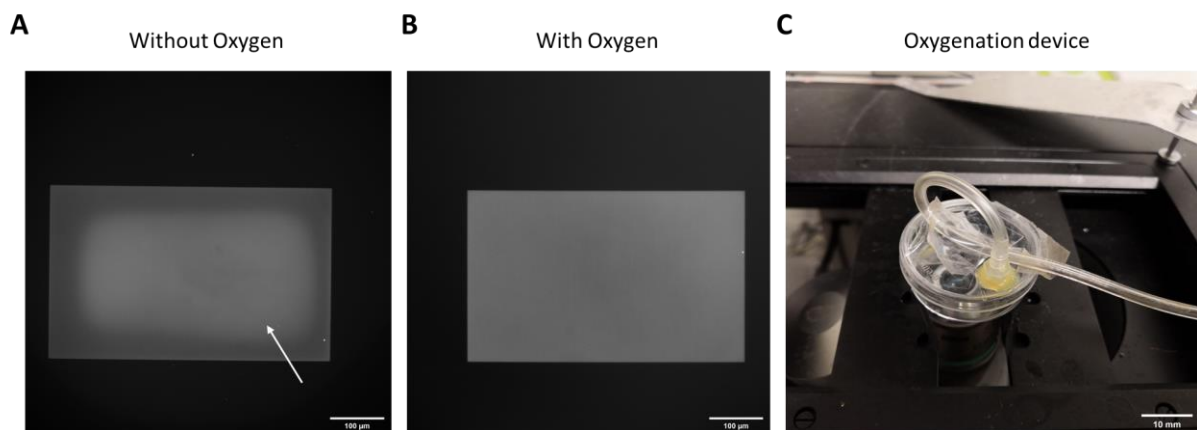 A
Without Oxygen
B
With Oxygen
C
Oxygenation device
100 µm
100 µm
10 mm